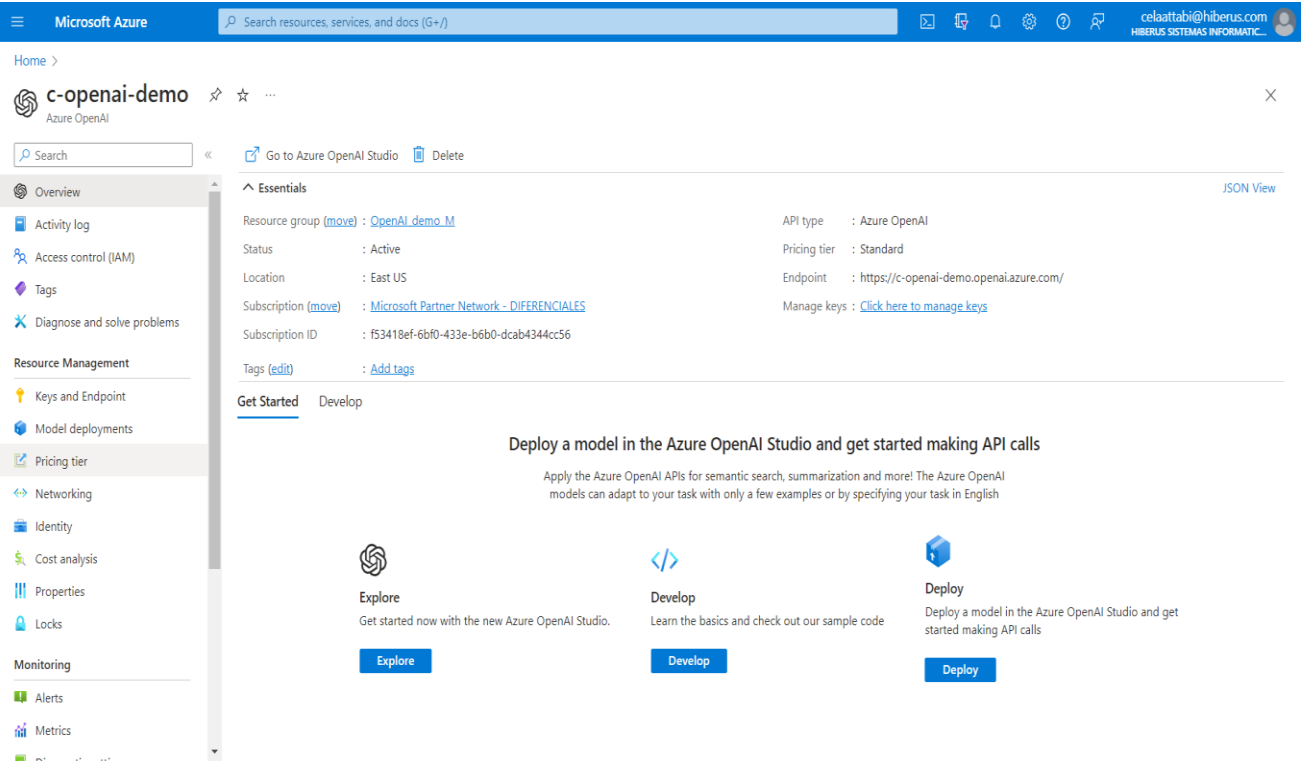 Microsoft Azure
Search resources, services, and docs (G+/)
celaattabi@hiberus.com
HIBERUS SISTEMAS INFORMATIC...
Home >
c-openai-demo
Azure OpenAI
Search
Go to Azure OpenAI Studio
Delete
Overview
Activity log
Access control (IAM)
Tags
Diagnose and solve problems
Resource Management
Keys and Endpoint
Model deployments
Pricing tier
Networking
Identity
Cost analysis
Properties
Locks
Monitoring
Alerts
Metrics
Essentials
JSON View
Resource group (move) : OpenAI_demo_M
Status : Active
Location : East US
Subscription (move) : Microsoft Partner Network - DIFERENCIALES
Subscription ID : f53418ef-6bf0-433e-b6b0-dcab4344cc56
Tags (edit) : Add tags
API type : Azure OpenAI
Pricing tier : Standard
Endpoint : https://c-openai-demo.openai.azure.com/
Manage keys : Click here to manage keys
Get Started Develop
Deploy a model in the Azure OpenAI Studio and get started making API calls
Apply the Azure OpenAI APIs for semantic search, summarization and more! The Azure OpenAI
models can adapt to your task with only a few examples or by specifying your task in English
Explore
Get started now with the new Azure OpenAI Studio.
Explore
Develop
Learn the basics and check out our sample code
Develop
Deploy
Deploy a model in the Azure OpenAI Studio and get
started making API calls
Deploy